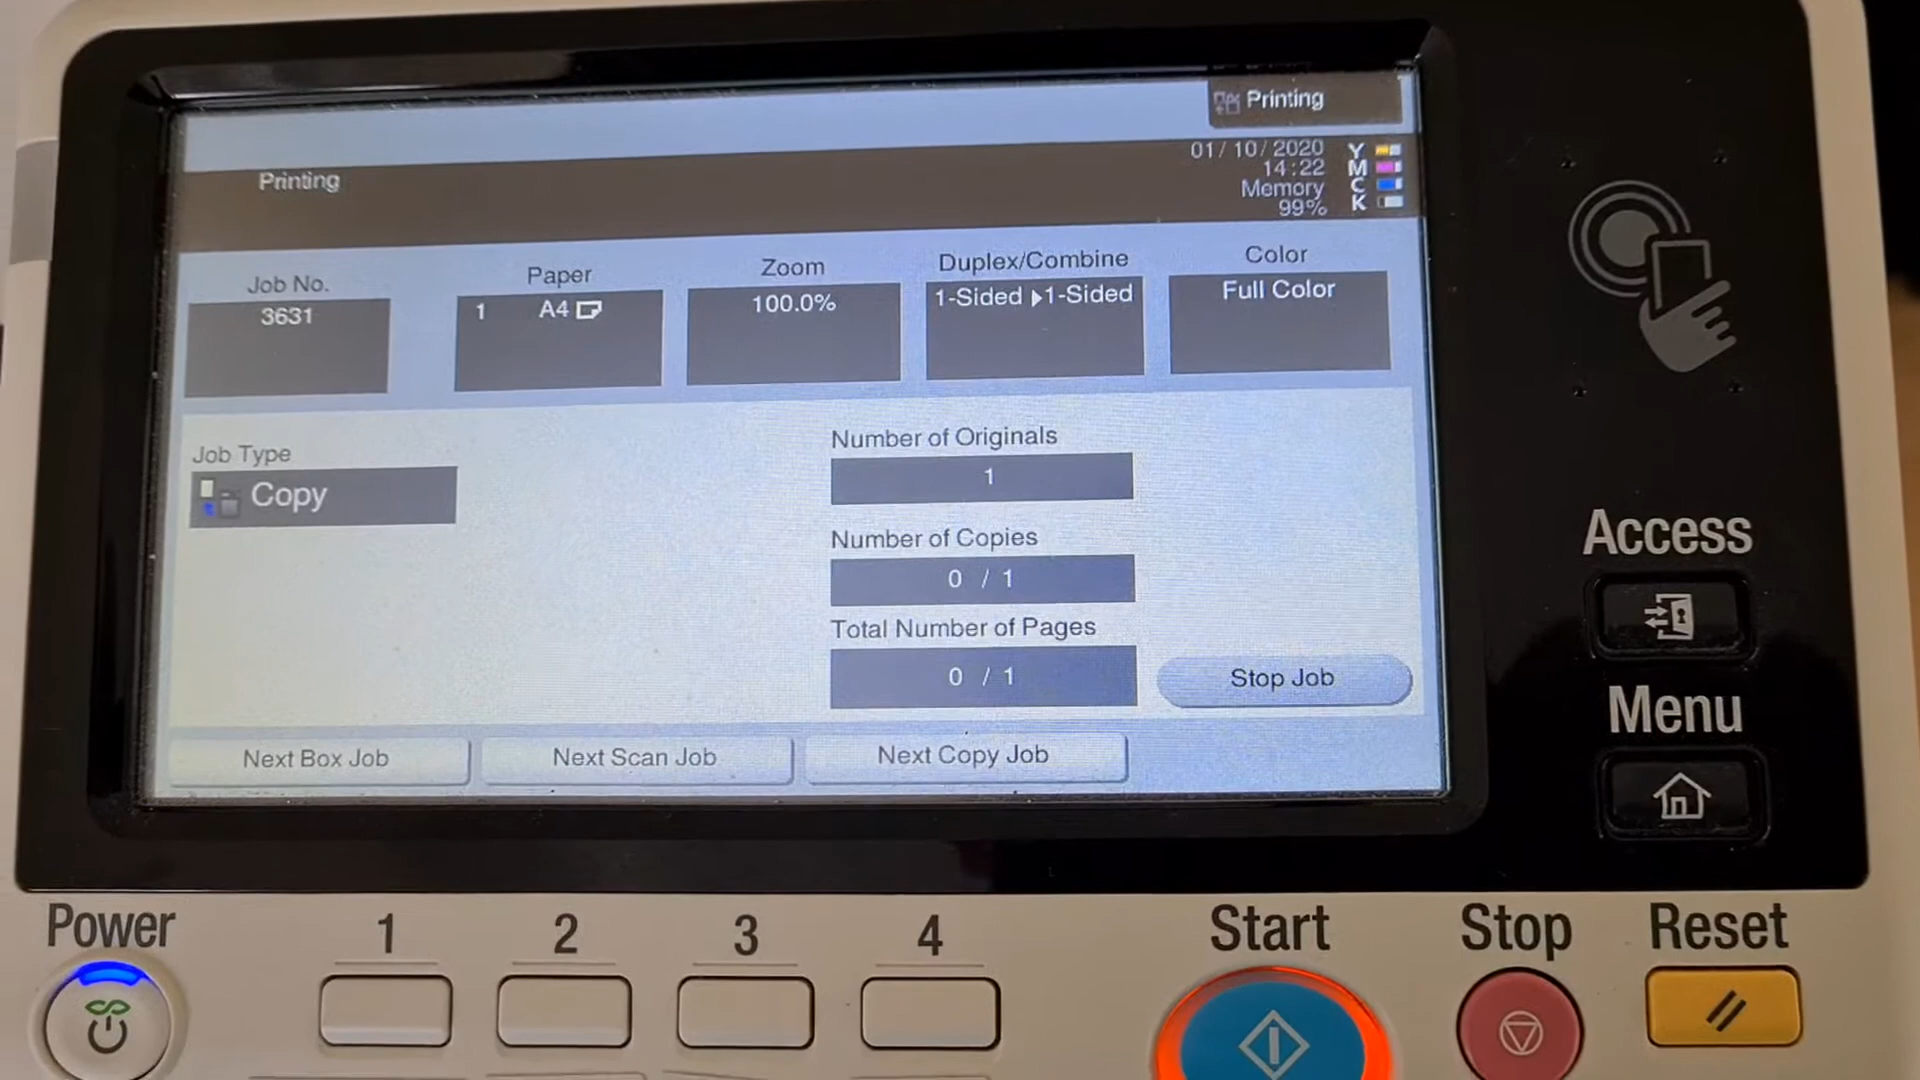 Printing
Printing
01/10/2020
14:22
Memory
99%
Y
M
C
K
Job No.
3631
Paper
1 A4
Zoom
100.0%
Duplex/Combine
1-Sided ▶1-Sided
Color
Full Color
Job Type
Copy
Number of Originals
1
Number of Copies
0 / 1
Total Number of Pages
0 / 1
Stop Job
Next Box Job
Next Scan Job
Next Copy Job
Access
Menu
Power
1
2
3
4
Start
Stop
Reset